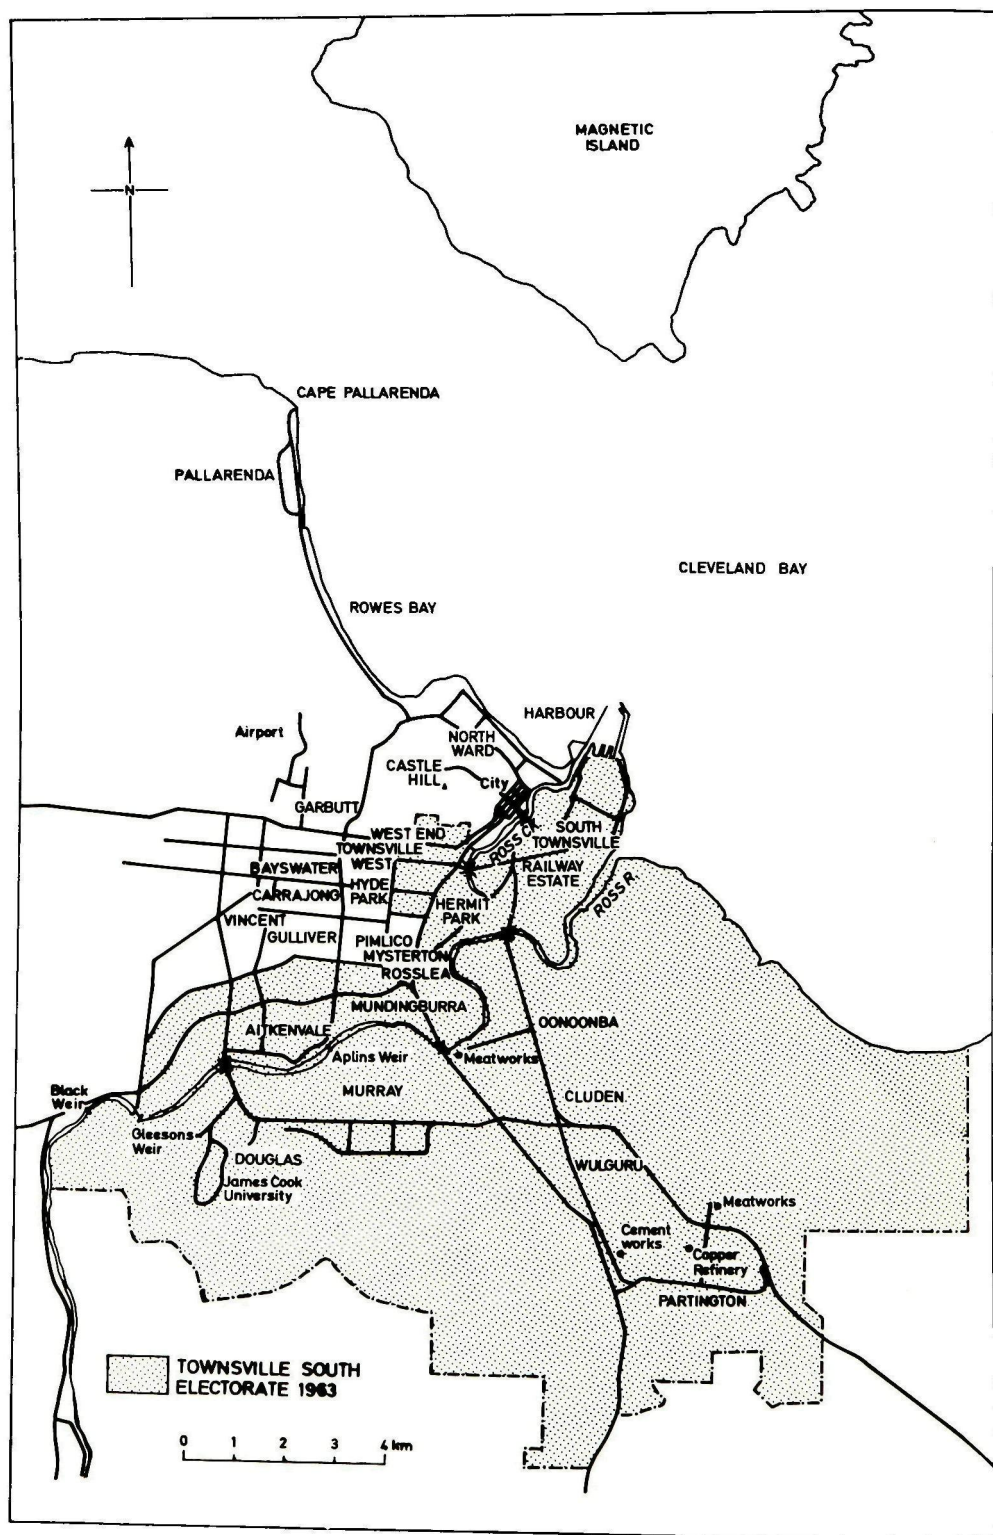 MAGNETIC
ISLAND
N
CAPE PALLARENDA
PALLARENDA
CLEVELAND BAY
ROWES BAY
HARBOUR
Airport
NORTH
WARD
CASTLE
HILL
City
GARBUTT
WEST END
ROSS CK
SOUTH
TOWNSVILLE
TOWNSVILLE
WEST
BAYSWATER
RAILWAY
ESTATE
HYDE
PARK
CARRAJONG
HERMIT
PARK
ROSS R.
VINCENT
GULLIVER
PIMLICO
MYSTERTON
ROSSLEA
MUNDINGBURRA
AITKENVALE
OONOONBA
Aplins Weir
Meatworks
MURRAY
CLUDEN
Black
Weir
Gleesons
Weir
DOUGLAS
James Cook
University
WULGURU
Meatworks
Cement
works
Copper
Refinery
PARTINGTON
TOWNSVILLE SOUTH
ELECTORATE 1963
0 1 2 3 4 km